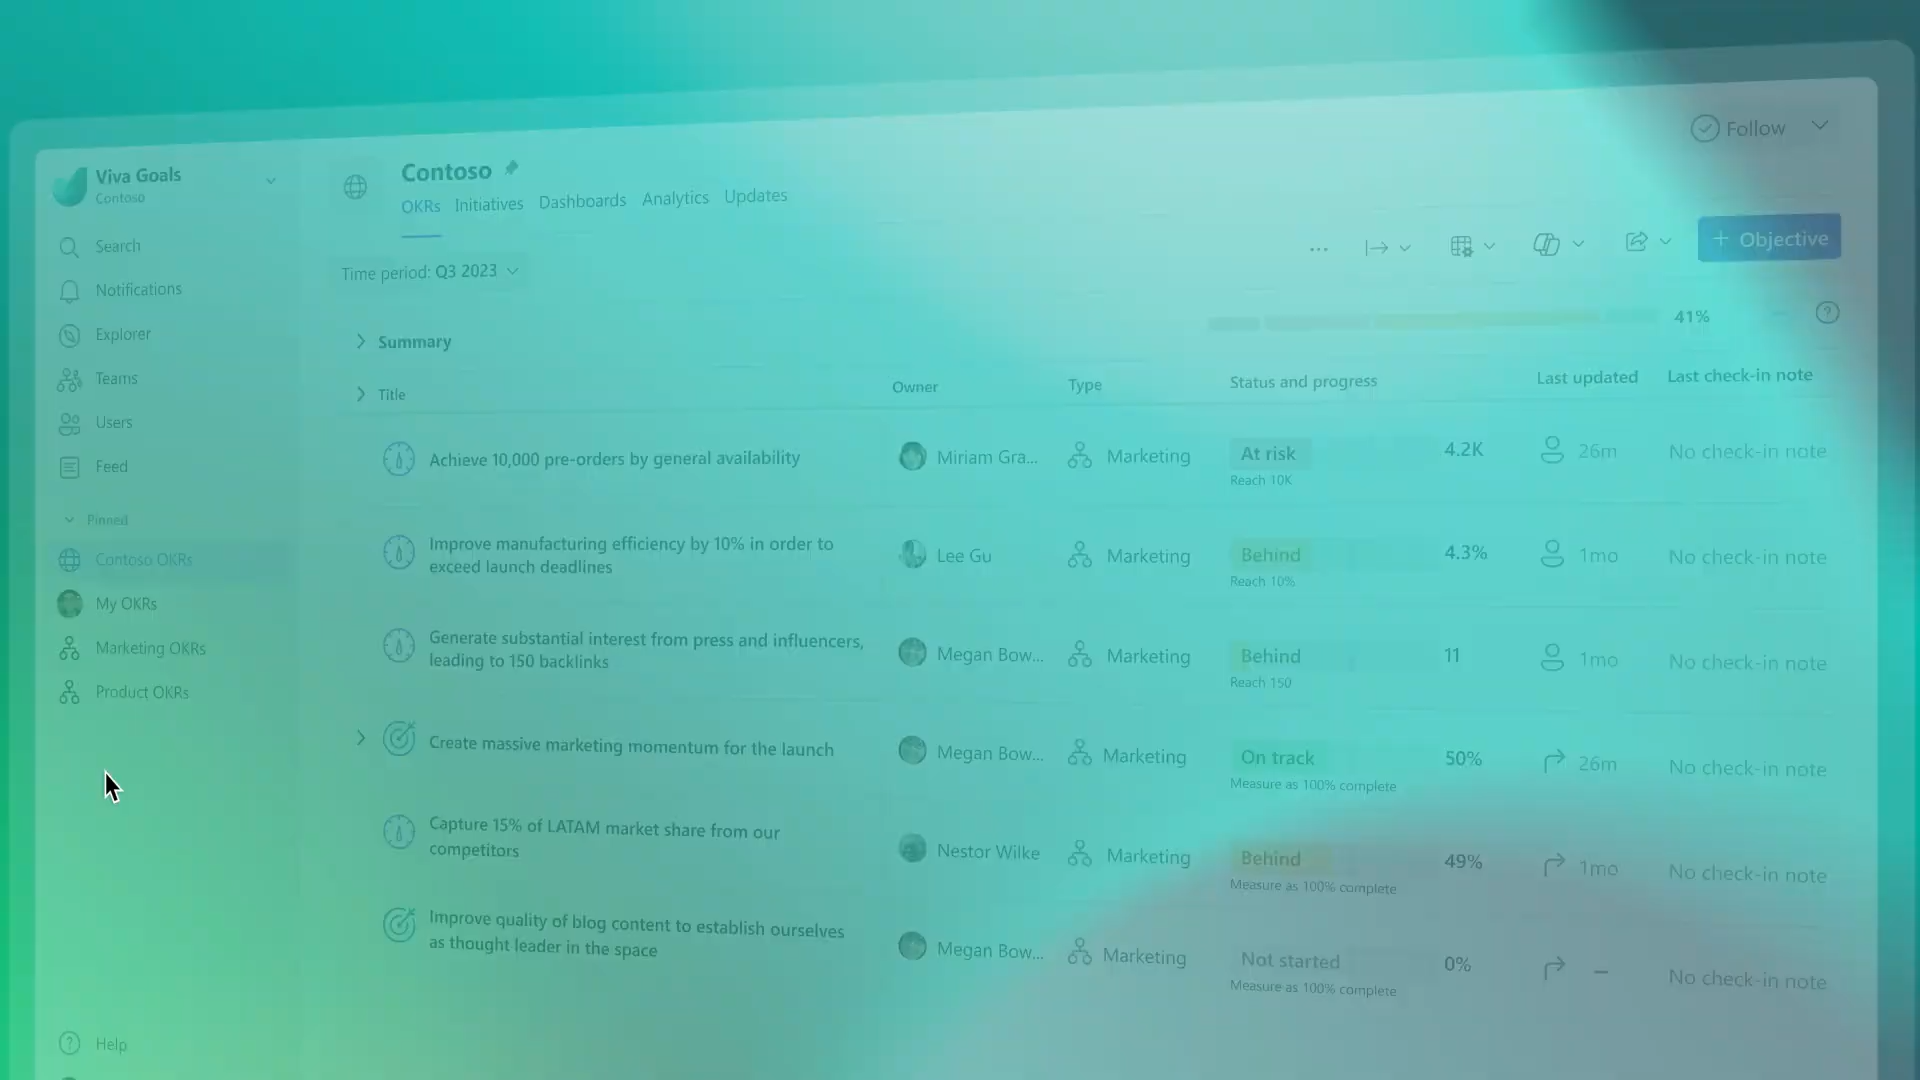 Viva Goals
Contoso
Search
Notifications
Explorer
Teams
Users
Feed
Pinned
Contoso OKRs
My OKRs
Marketing OKRs
Product OKRs
Help
Contoso
OKRs Initiatives Dashboards Analytics Updates
Follow
Time period: Q3 2023
+ Objective
Summary
41%
Title Owner Type Status and progress Last updated Last check-in note
Achieve 10,000 pre-orders by general availability Miriam Gra... Marketing At risk 4.2K 26m No check-in note
Reach 10K
Improve manufacturing efficiency by 10% in order to
exceed launch deadlines
Lee Gu Marketing Behind 4.3% 1mo No check-in note
Reach 10%
Generate substantial interest from press and influencers,
leading to 150 backlinks
Megan Bow... Marketing Behind 11 1mo No check-in note
Reach 150
Create massive marketing momentum for the launch Megan Bow... Marketing On track 50% 26m No check-in note
Measure as 100% complete
Capture 15% of LATAM market share from our
competitors
Nestor Wilke Marketing Behind 49% 1mo No check-in note
Measure as 100% complete
Improve quality of blog content to establish ourselves
as thought leader in the space
Megan Bow... Marketing Not started 0% – No check-in note
Measure as 100% complete